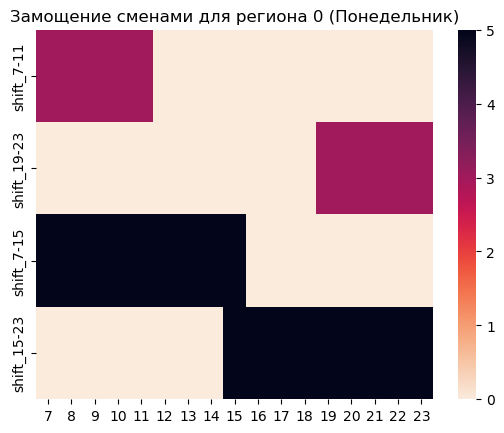 Замощение сменами для региона 0 (Понедельник)
shift_7-11
shift_19-23
shift_7-15
shift_15-23
7 8 9 10 11 12 13 14 15 16 17 18 19 20 21 22 23
5
4
3
2
1
0